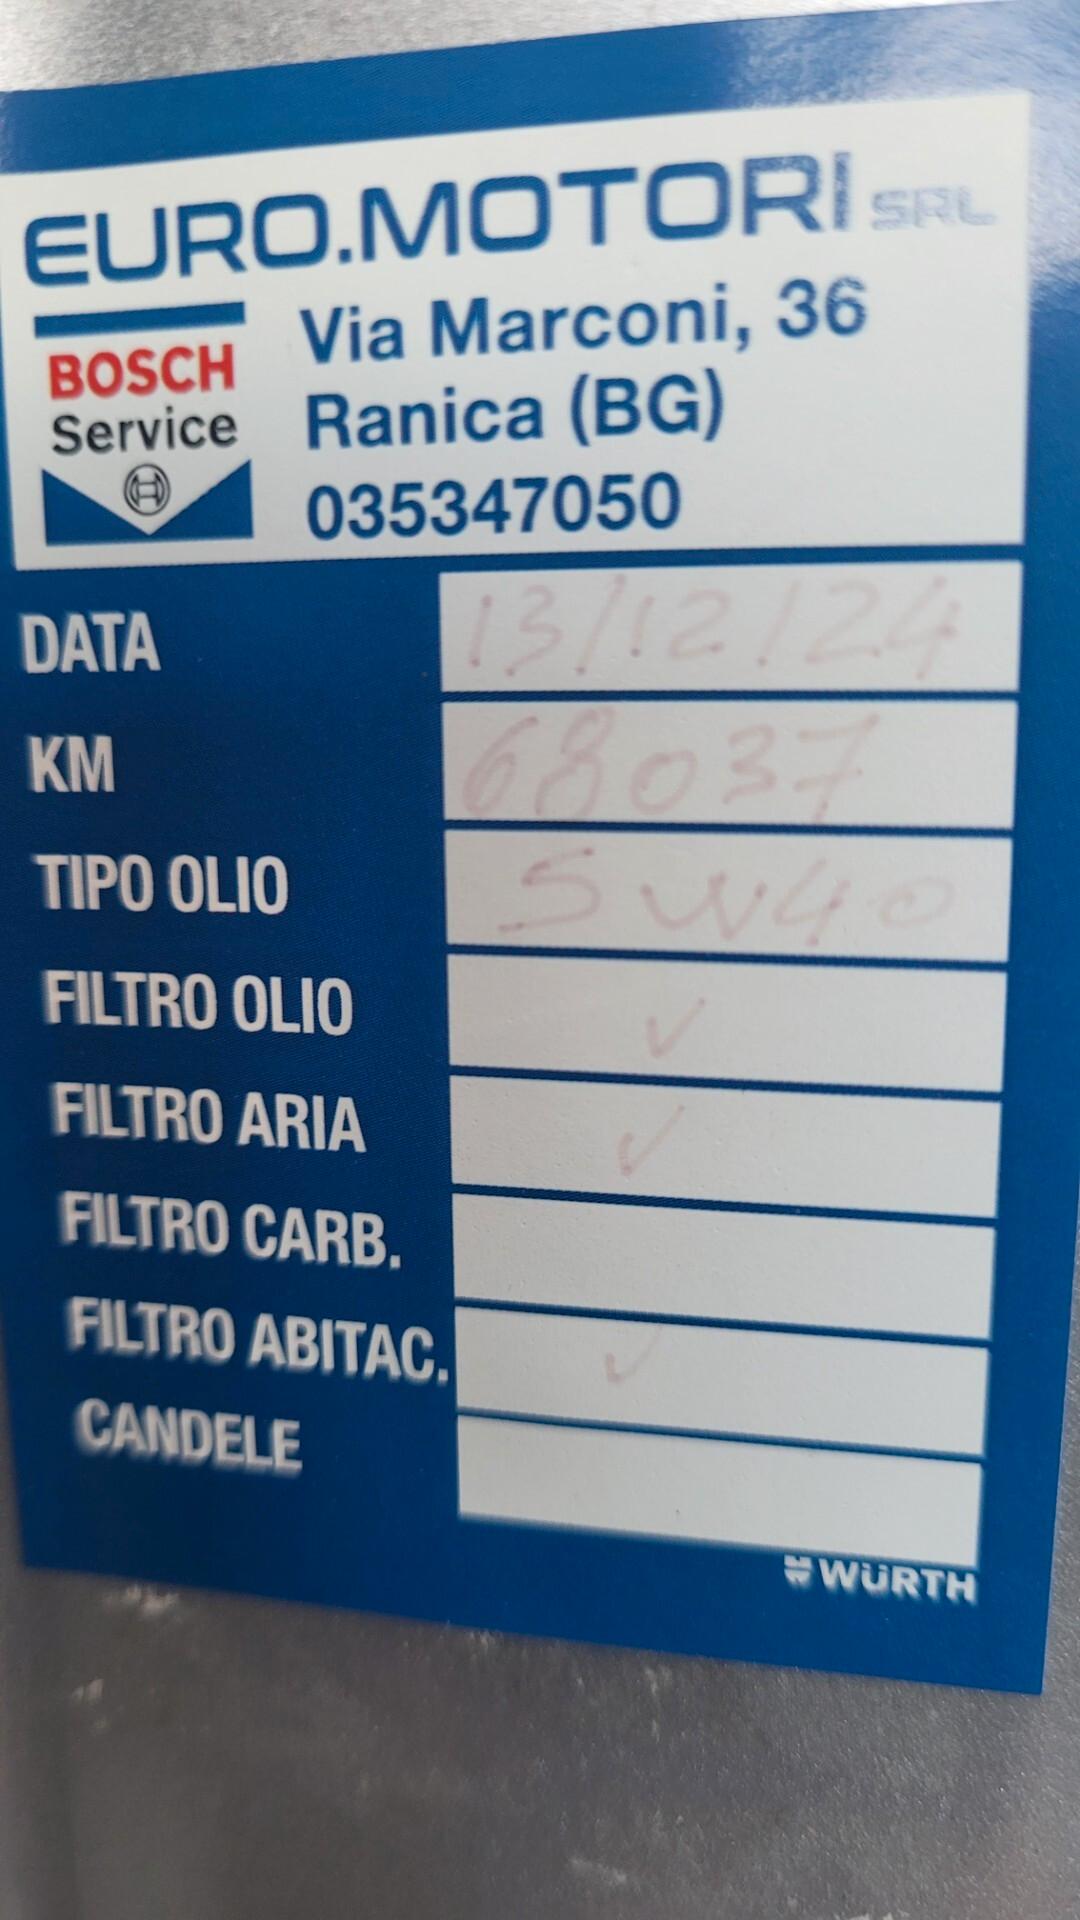 EURO.MOTORI SRL
BOSCH
Service
Via Marconi, 36
Ranica (BG)
035347050
DATA 13/12/24
KM 68037
TIPO OLIO 5W40
FILTRO OLIO ✓
FILTRO ARIA ✓
FILTRO CARB.
FILTRO ABITAC. ✓
CANDELE
WÜRTH